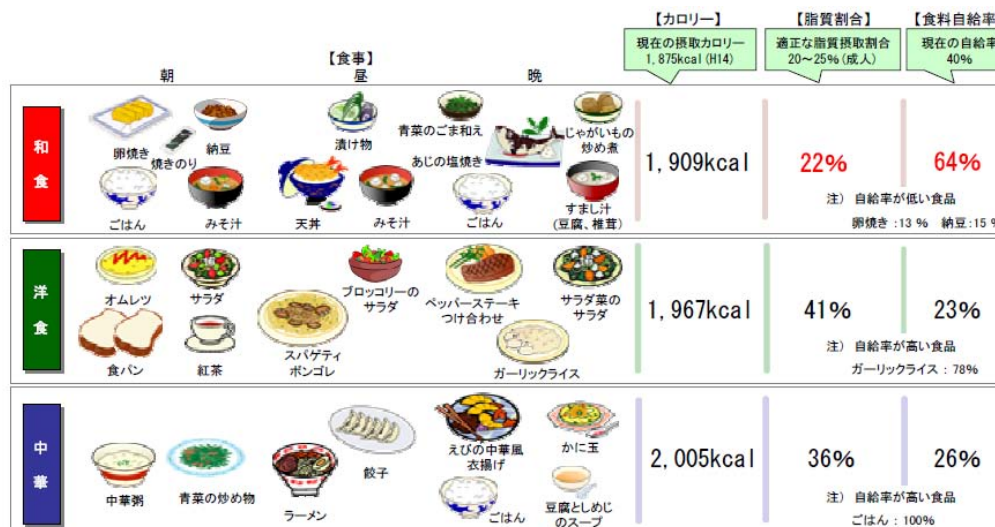 【カロリー】 【脂質割合】 【食料自給率】
現在の摂取カロリー
1,875kcal(H14)
適正な脂質摂取割合
20～25%(成人)
現在の自給率
40%
【食事】
朝 昼 晩
和食
卵焼き
焼きのり
納豆
ごはん
みそ汁
漬け物
天丼
みそ汁
青菜のごま和え
あじの塩焼き
ごはん
じゃがいもの
炒め煮
すまし汁
(豆腐、椎茸)
1,909kcal
22%
64%
注） 自給率が低い食品
卵焼き：13 % 納豆：15 %
洋食
オムレツ
サラダ
食パン
紅茶
スパゲティ
ボンゴレ
ブロッコリーの
サラダ
ペッパーステーキ
つけ合わせ
サラダ菜の
サラダ
ガーリックライス
1,967kcal
41%
23%
注） 自給率が高い食品
ガーリックライス：78%
中華
中華粥
青菜の炒め物
ラーメン
餃子
えびの中華風
衣揚げ
ごはん
かに玉
豆腐としめじ
のスープ
2,005kcal
36%
26%
注） 自給率が高い食品
ごはん：100%